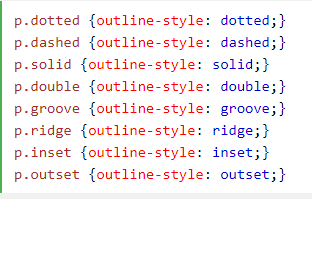 p.dotted {outline-style: dotted;}
p.dashed {outline-style: dashed;}
p.solid {outline-style: solid;}
p.double {outline-style: double;}
p.groove {outline-style: groove;}
p.ridge {outline-style: ridge;}
p.inset {outline-style: inset;}
p.outset {outline-style: outset;}